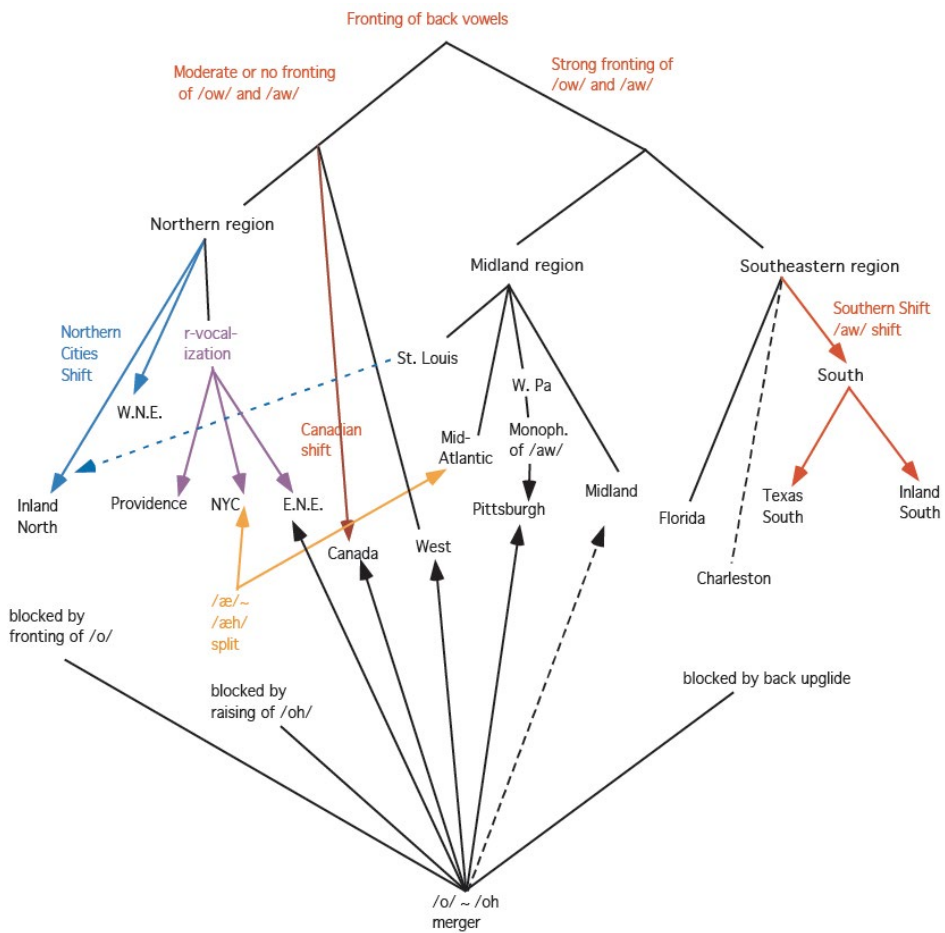 Fronting of back vowels
Moderate or no fronting
of /ow/ and /aw/
Strong fronting of
/ow/ and /aw/
Northern region
Midland region
Southeastern region
Northern
Cities
Shift
r-vocal-
ization
Southern Shift
/aw/ shift
St. Louis
W. Pa
South
W.N.E.
Canadian
shift
Mid-
Atlantic
Monoph.
of /aw/
Inland
North
Providence
NYC
E.N.E.
Pittsburgh
Midland
Florida
Texas
South
Inland
South
Canada
West
Charleston
/æ/~
/æh/
split
blocked by
fronting of /o/
blocked by
raising of /oh/
blocked by back upglide
/o/ ~ /oh
merger